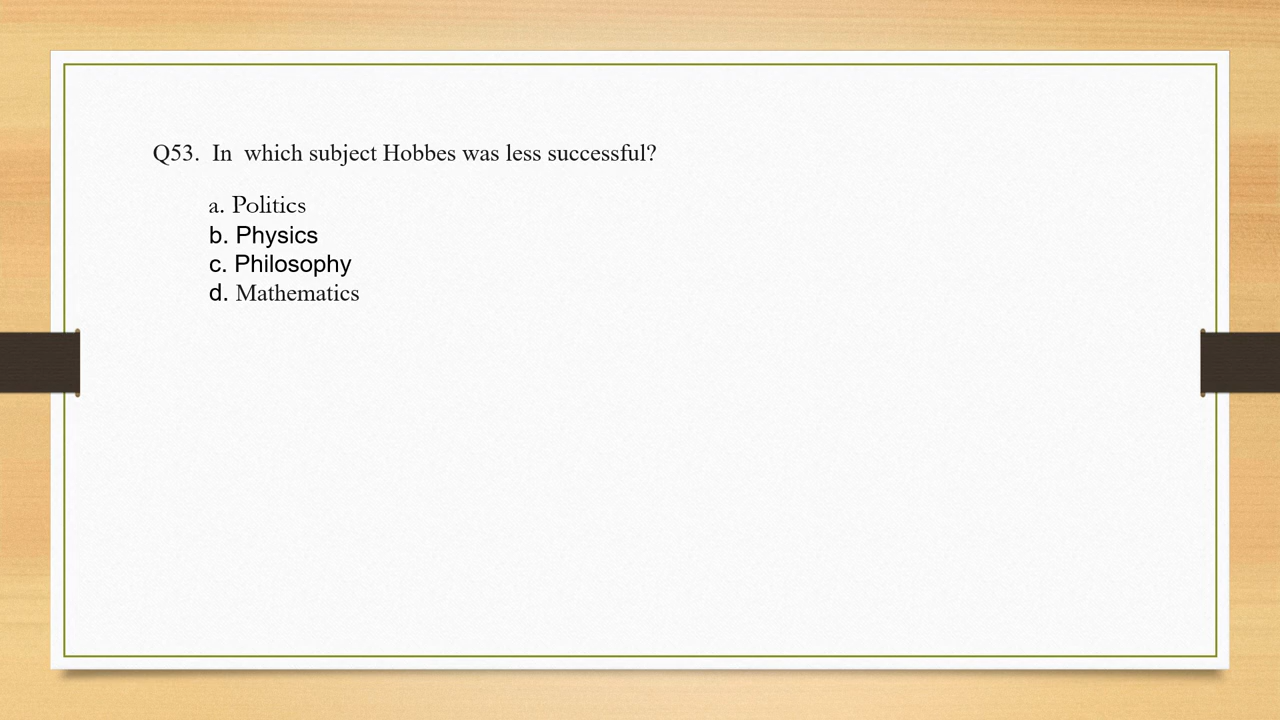 Q53.  In  which subject Hobbes was less successful?
a. Politics
b. Physics
c. Philosophy
d. Mathematics